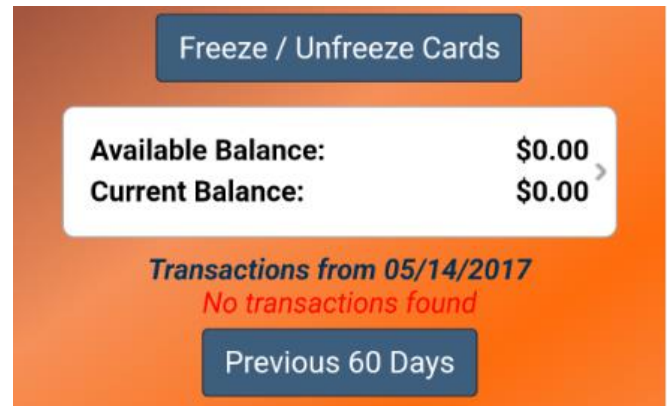 Freeze / Unfreeze Cards
Available Balance: $0.00
Current Balance: $0.00
Transactions from 05/14/2017
No transactions found
Previous 60 Days